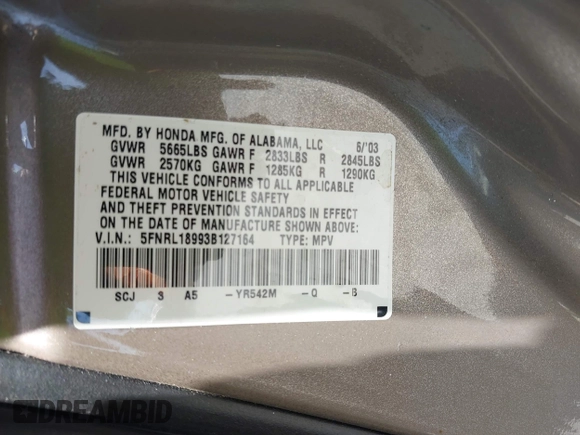 MFD. BY HONDA MFG. OF ALABAMA, LLC 6/'03
GVWR 5665LBS GAWR F 2833LBS R 2845LBS
GVWR 2570KG GAWR F 1285KG R 1290KG
THIS VEHICLE CONFORMS TO ALL APPLICABLE
FEDERAL MOTOR VEHICLE SAFETY
AND THEFT PREVENTION STANDARDS IN EFFECT
ON THE DATE OF MANUFACTURE SHOWN ABOVE:
V.I.N.: 5FNRL18993B127164 TYPE: MPV
SCJ 3 A5 -YR542M -Q -B
DREAMBID